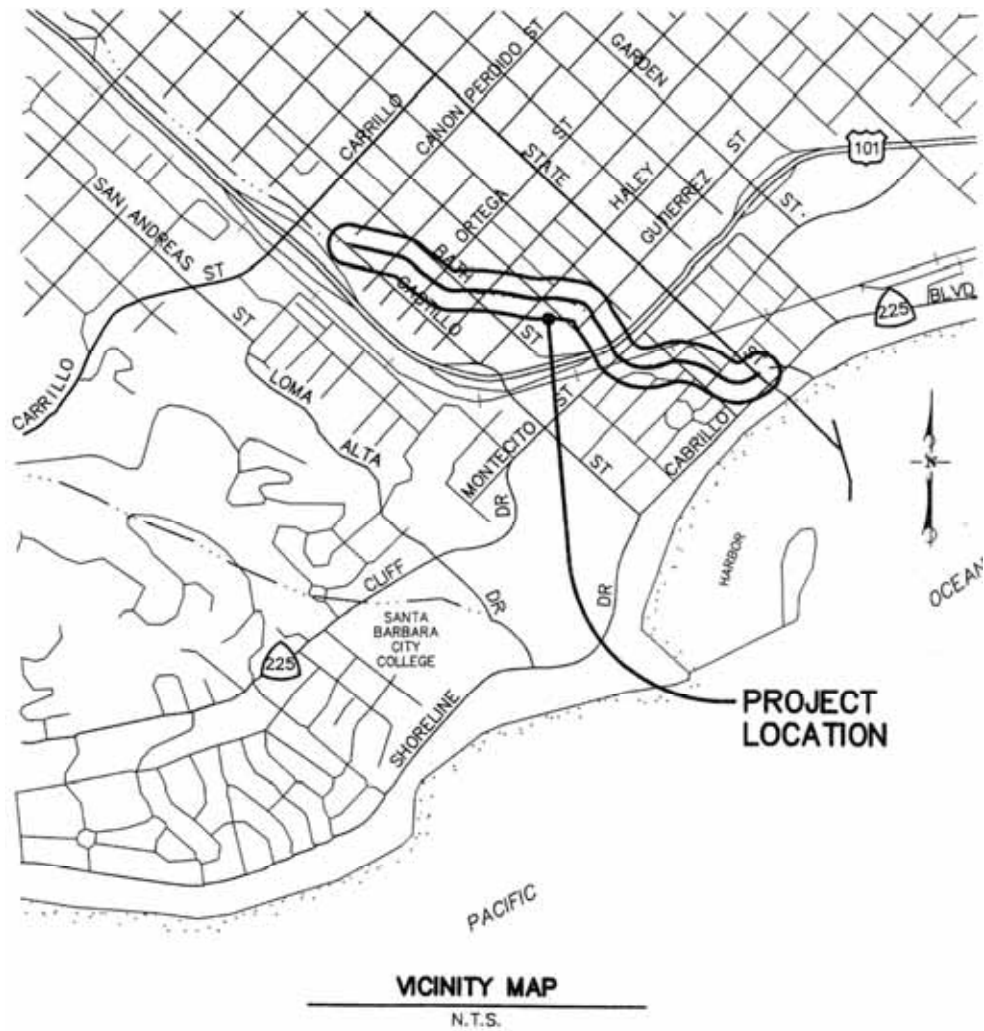 GARDEN
ST
CANON PERDIDO ST
CARRILLO
ST
STATE
101
HALEY
GUTIERREZ ST
ST.
ORTEGA
SAN ANDREAS
ST
BATH
CASTILLO
ST
225
BLVD
CARRILLO
ST
LOMA
ALTA
DR
MONTECITO ST
ST
CABRILLO
N
HARBOR
OCEAN
CLIFF
DR
DR
SANTA
BARBARA
CITY
COLLEGE
225
SHORELINE
PROJECT
LOCATION
PACIFIC
VICINITY MAP
N.T.S.